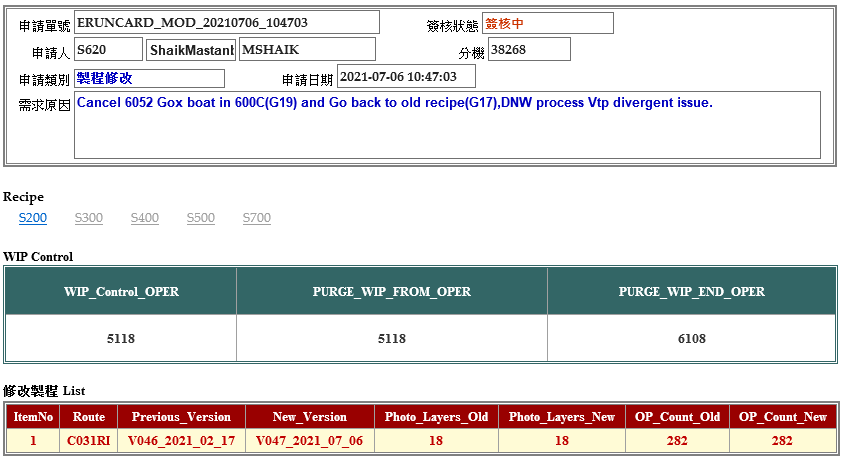 申請單號 ERUNCARD_MOD_20210706_104703 簽核狀態 簽核中
申請人 S620 ShaikMastanb MSHAIK 分機 38268
申請類別 製程修改 申請日期 2021-07-06 10:47:03
需求原因 Cancel 6052 Gox boat in 600C(G19) and Go back to old recipe(G17),DNW process Vtp divergent issue.
Recipe
S200 S300 S400 S500 S700
WIP Control
WIP_Control_OPER PURGE_WIP_FROM_OPER PURGE_WIP_END_OPER
5118 5118 6108
修改製程 List
ItemNo Route Previous_Version New_Version Photo_Layers_Old Photo_Layers_New OP_Count_Old OP_Count_New
1 C031RI V046_2021_02_17 V047_2021_07_06 18 18 282 282